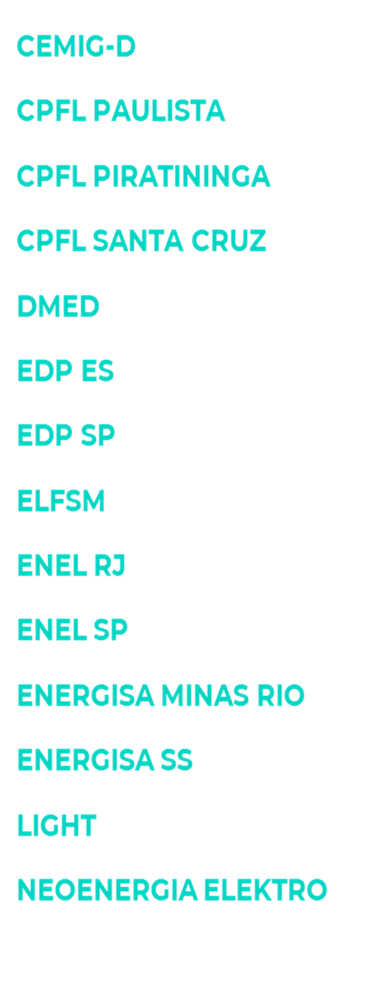 CEMIG-D
CPFL PAULISTA
CPFL PIRATININGA
CPFL SANTA CRUZ
DMED
EDP ES
EDP SP
ELFSM
ENEL RJ
ENEL SP
ENERGISA MINAS RIO
ENERGISA SS
LIGHT
NEOENERGIA ELEKTRO